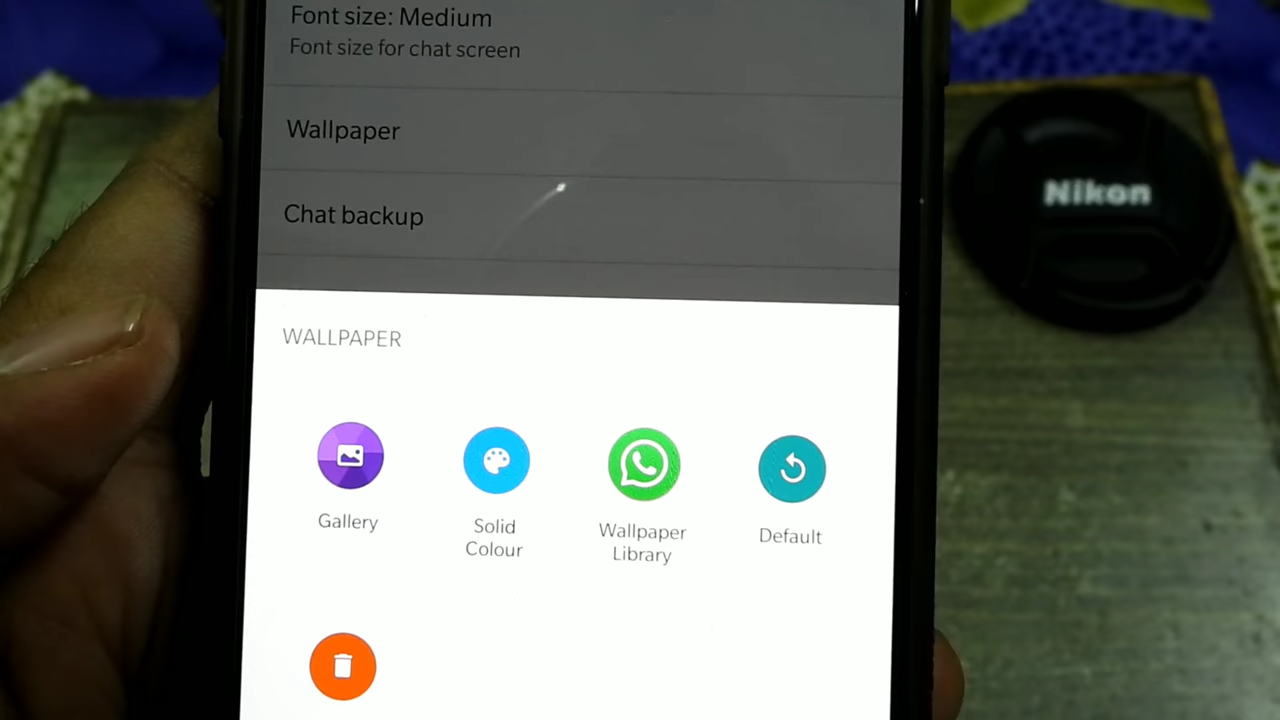 Font size: Medium
Font size for chat screen
Wallpaper
Chat backup
Nikon
WALLPAPER
Gallery
Solid
Colour
Wallpaper
Library
Default